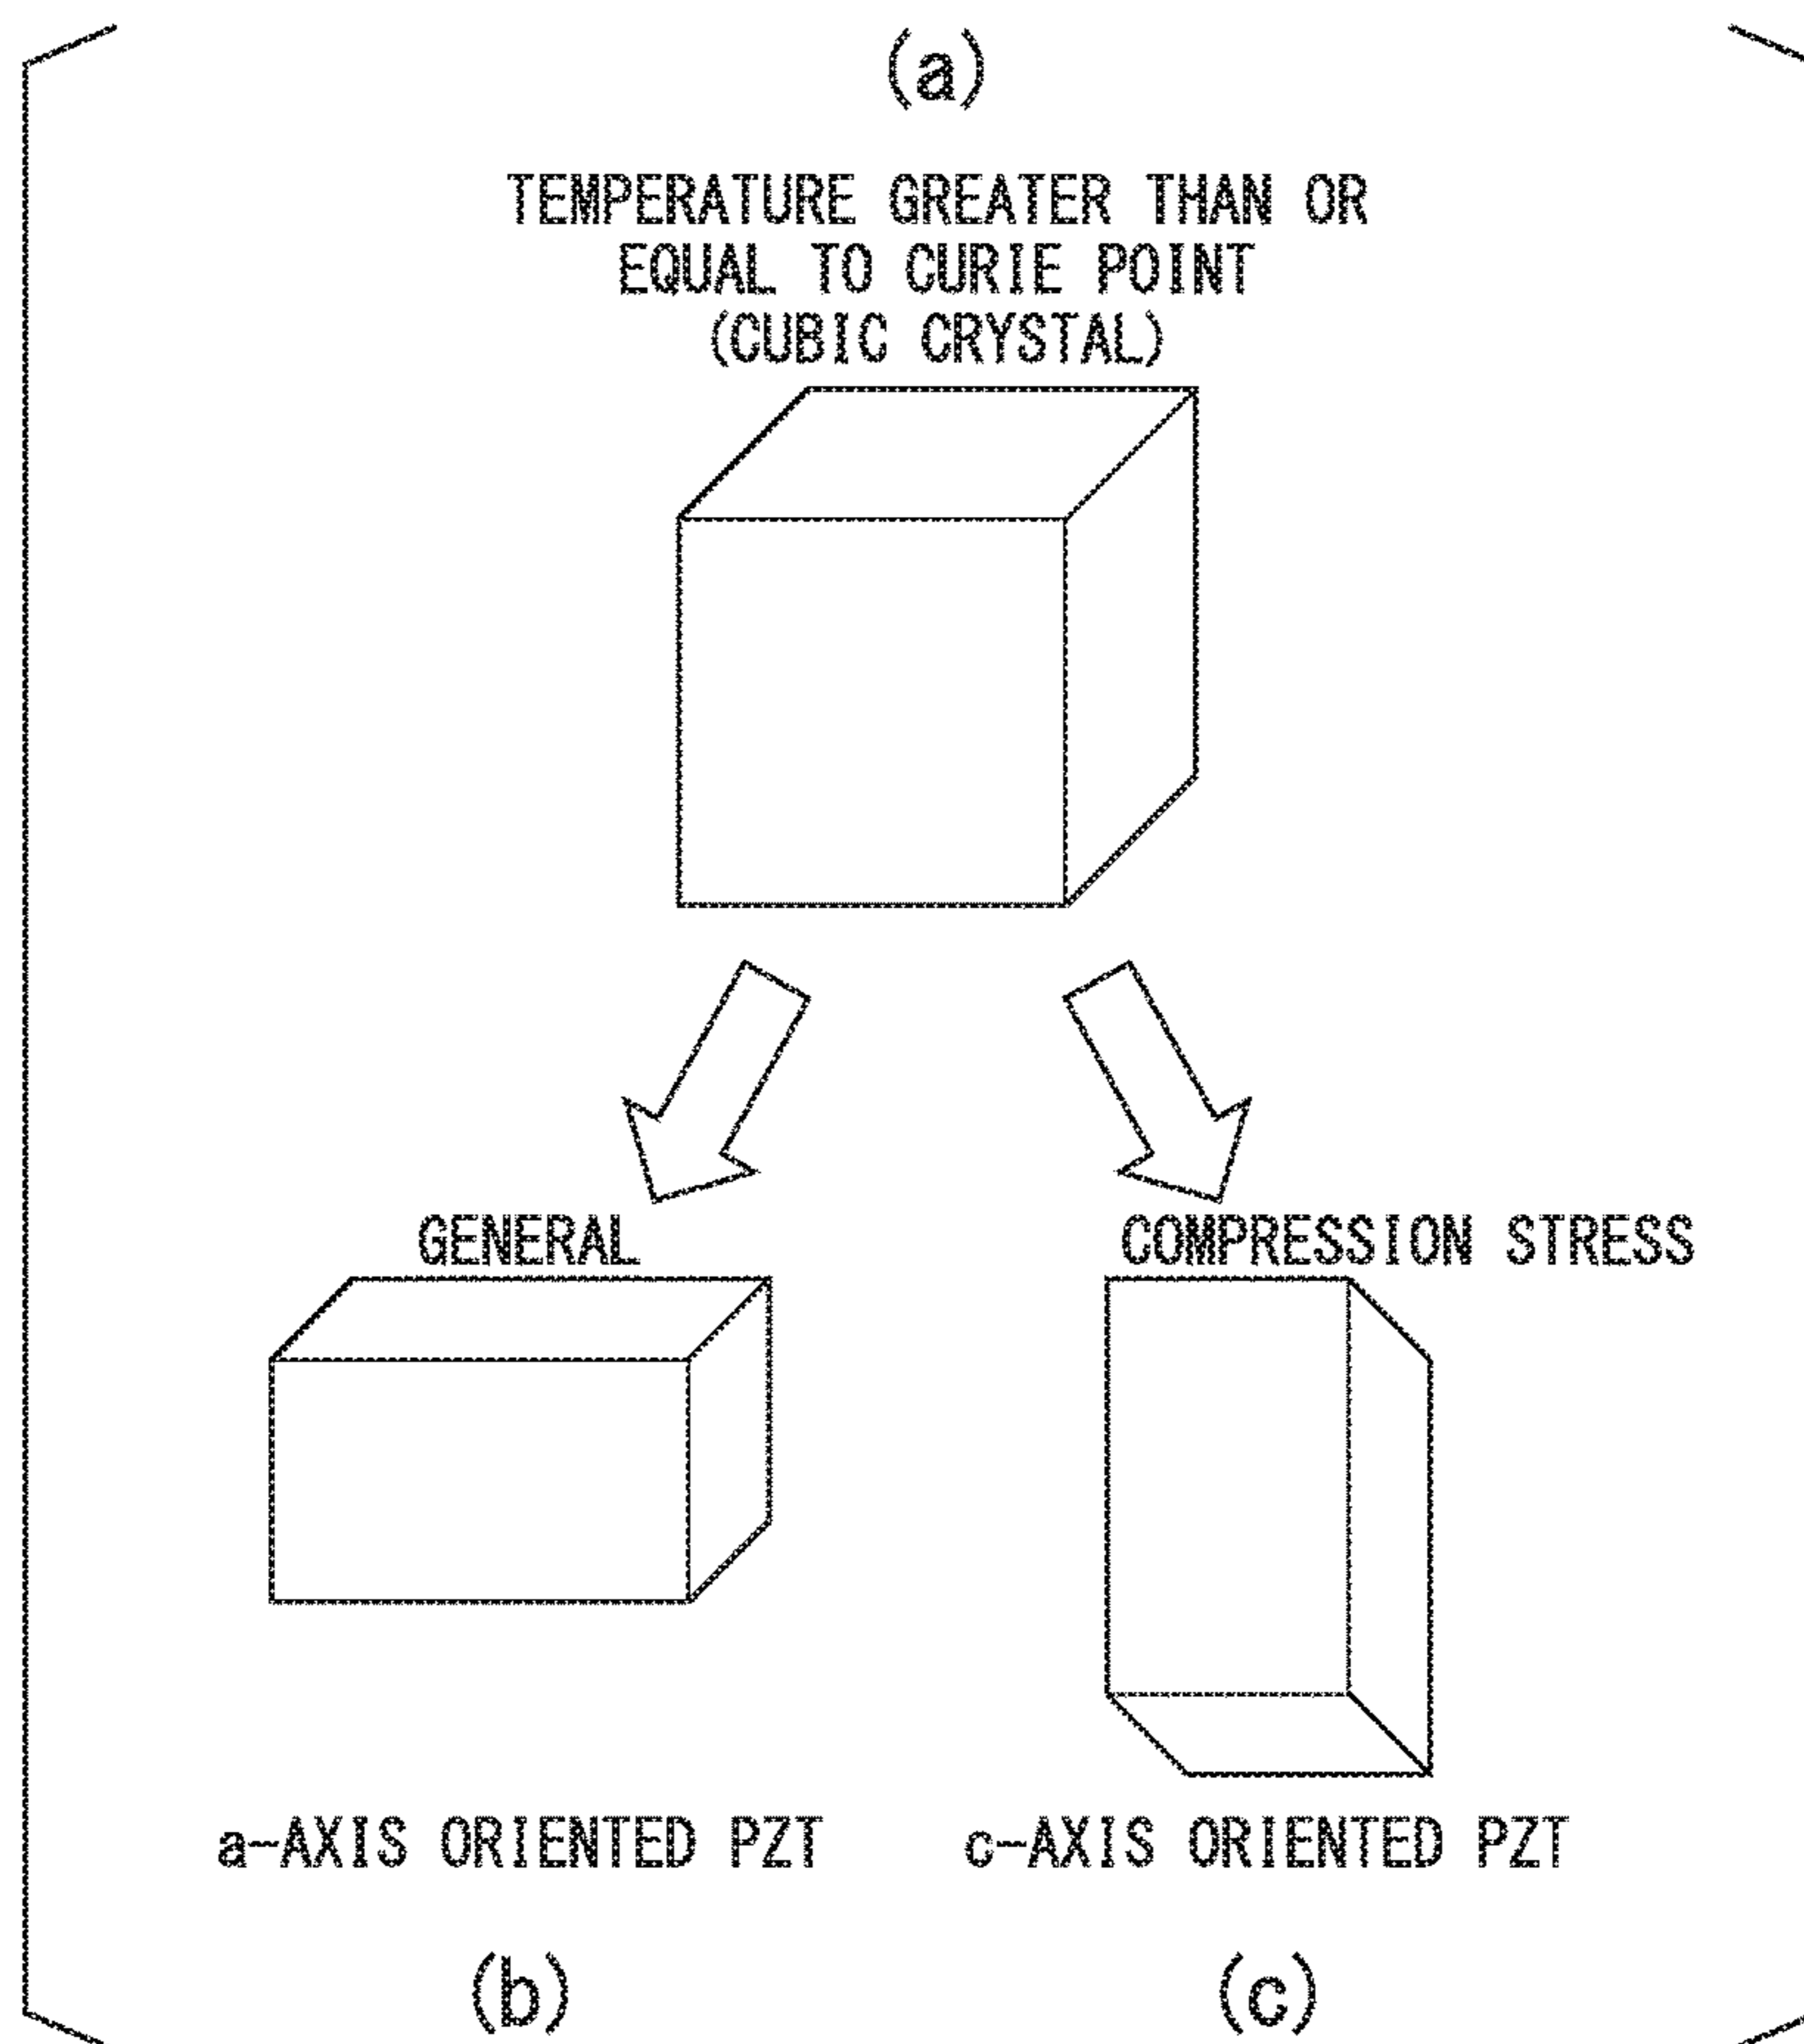 (a)
TEMPERATURE GREATER THAN OR
EQUAL TO CURIE POINT
(CUBIC CRYSTAL)
GENERAL
COMPRESSION STRESS
a-AXIS ORIENTED PZT
c-AXIS ORIENTED PZT
(b)
(c)